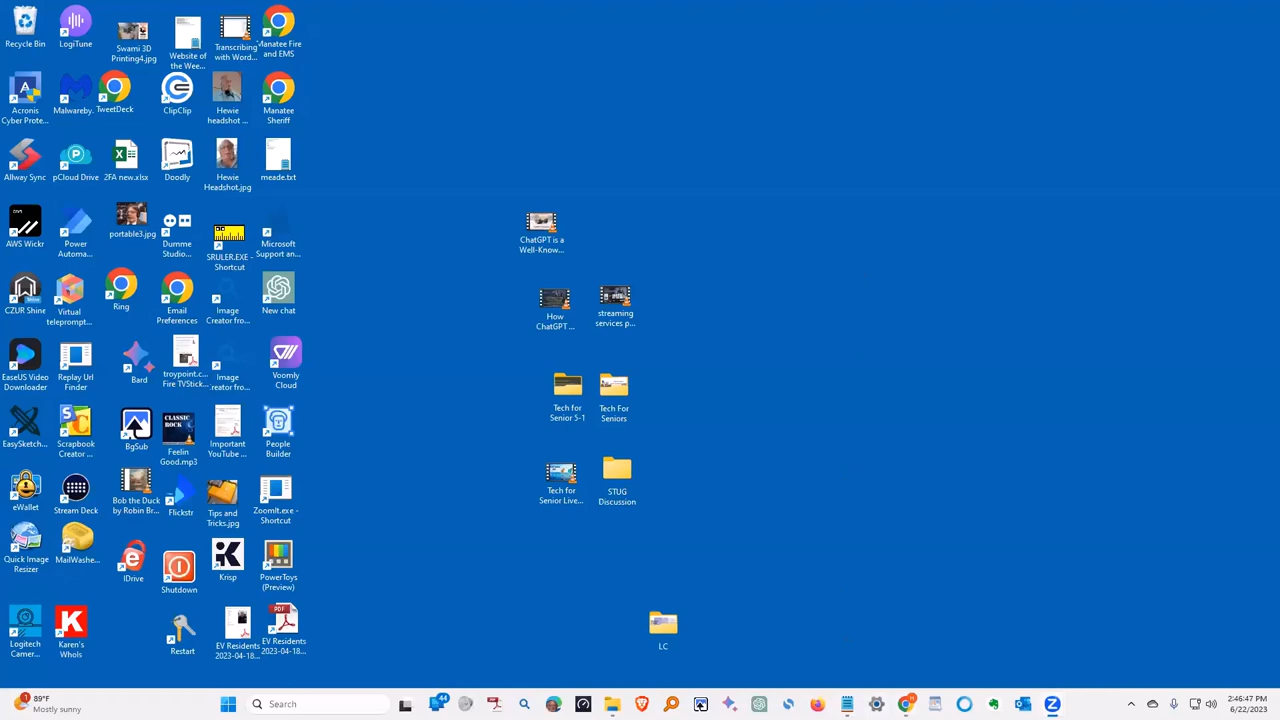 Recycle Bin
LogiTune
Swami 3D
Printing4.jpg
Website of
the Wee...
Transcribing
with Word...
Manatee Fire
and EMS
Acronis
Cyber Prote...
Malwareby...
TweetDeck
ClipClip
Hewie
headshot ...
Manatee
Sheriff
Allway Sync
pCloud Drive
2FA new.xlsx
Doodly
Hewie
Headshot.jpg
meade.txt
AWS Wickr
Power
Automa...
portable3.jpg
Dumme
Studio...
SRULER.EXE -
Shortcut
Microsoft
Support an...
ChatGPT is a
Well-Know...
CZUR Shine
Virtual
teleprompt...
Ring
Email
Preferences
Image
Creator fro...
New chat
How
ChatGPT ...
streaming
services p...
EaseUS Video
Downloader
Replay Url
Finder
Bard
troypoint.c...
Fire TVStick...
Image
Creator fro...
Voomly
Cloud
Tech for
Senior 5-1
Tech For
Seniors
EasySketch...
Scrapbook
Creator ...
BgSub
CLASSIC
ROCK
Feelin
Good.mp3
Important
YouTube ...
People
Builder
eWallet
Stream Deck
Bob the Duck
by Robin Br...
Flickstr
Tips and
Tricks.jpg
ZoomIt.exe -
Shortcut
Tech for
Senior Live...
STUG
Discussion
Quick Image
Resizer
MailWashe...
IDrive
Shutdown
Krisp
PowerToys
(Preview)
Logitech
Camer...
Karen's
WhoIs
Restart
EV Residents
2023-04-18...
PDF
EV Residents
2023-04-18...
LC
1
89°F
Mostly sunny
Search
44
2:46:47 PM
6/22/2023